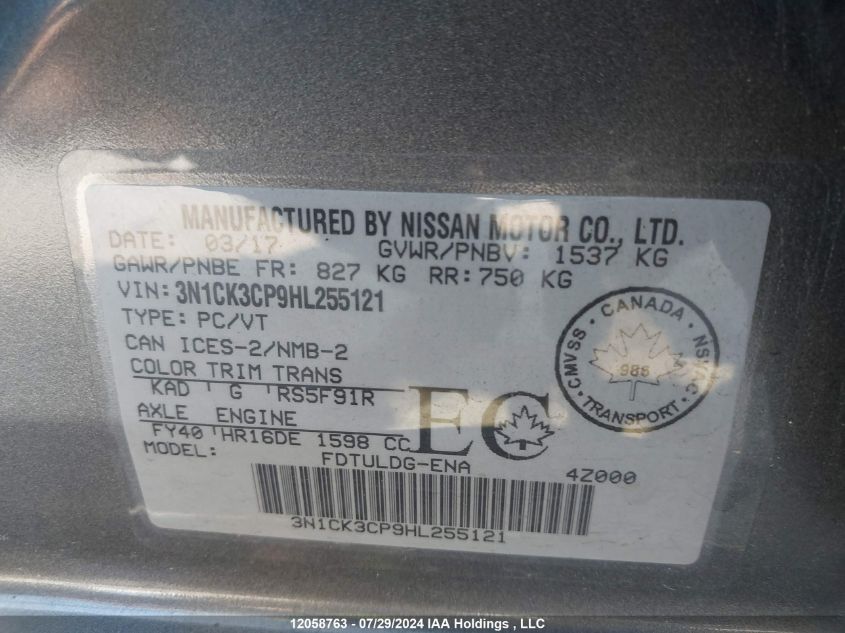 MANUFACTURED BY NISSAN MOTOR CO., LTD.
DATE: 03/17 GVWR/PNBV: 1537 KG
GAWR/PNBE FR: 827 KG RR: 750 KG
VIN: 3N1CK3CP9HL255121
TYPE: PC/VT
CAN ICES-2/NMB-2
COLOR TRIM TRANS
KAD G RS5F91R
AXLE ENGINE
FY40 HR16DE 1598 CC
MODEL:
FDTULDG-ENA 4Z000
3N1CK3CP9HL255121
EC
CANADA
CMVSS · NSVAC
986
TRANSPORT
12058763 - 07/29/2024 IAA Holdings , LLC